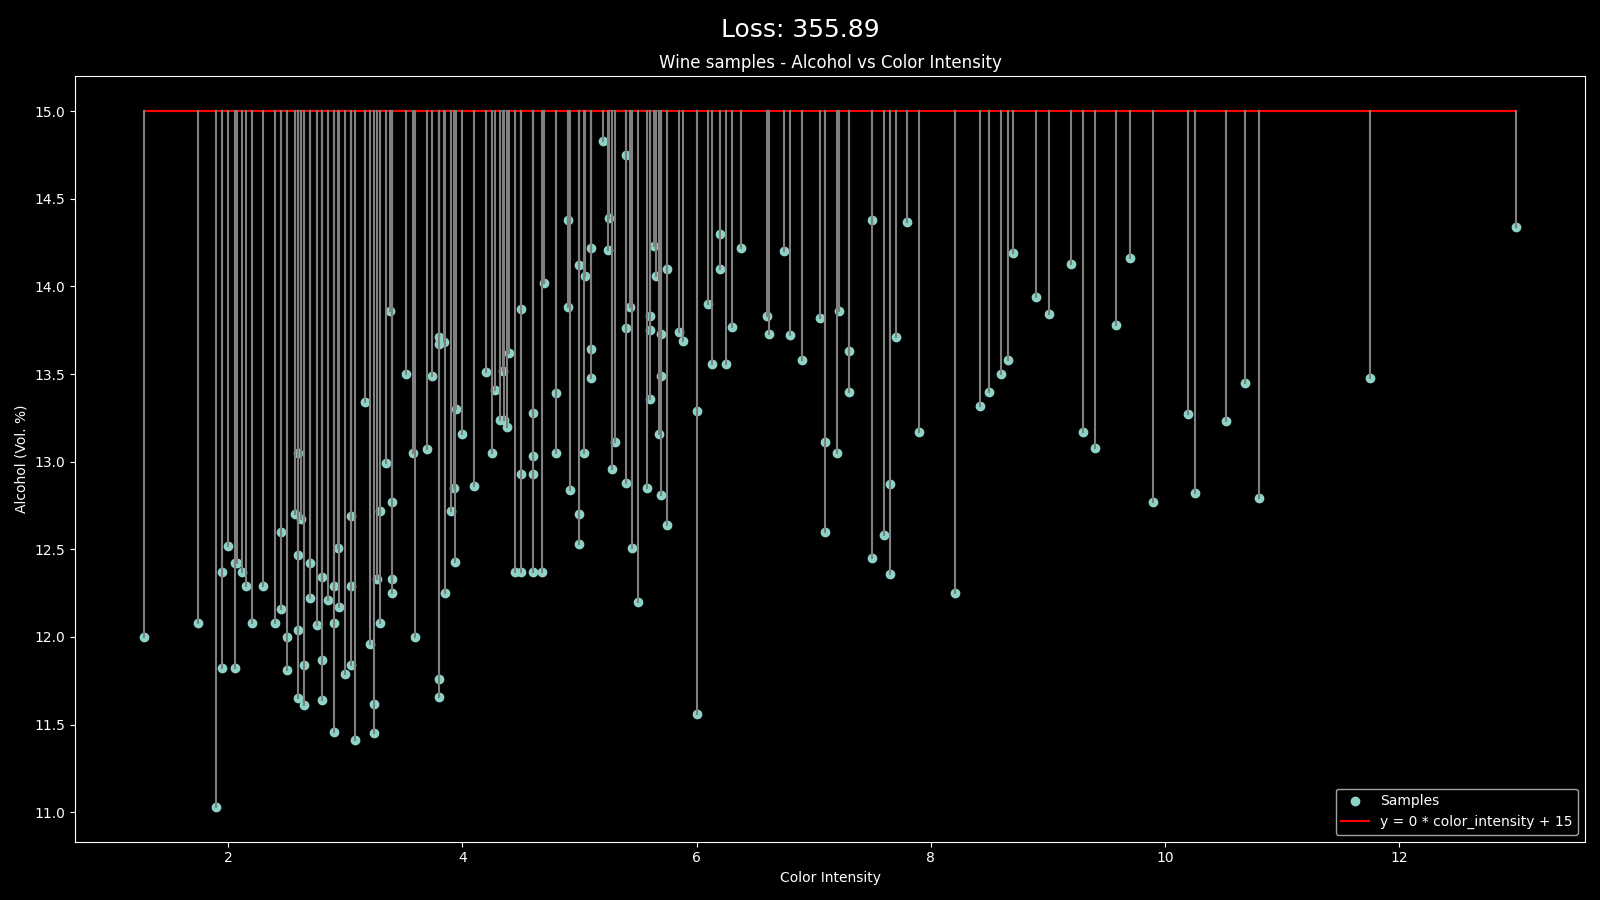 Loss: 355.89
Wine samples - Alcohol vs Color Intensity
15.0
14.5
14.0
13.5
13.0
12.5
12.0
11.5
11.0
Alcohol (Vol. %)
Samples
y = 0 * color_intensity + 15
2 4 6 8 10 12
Color Intensity